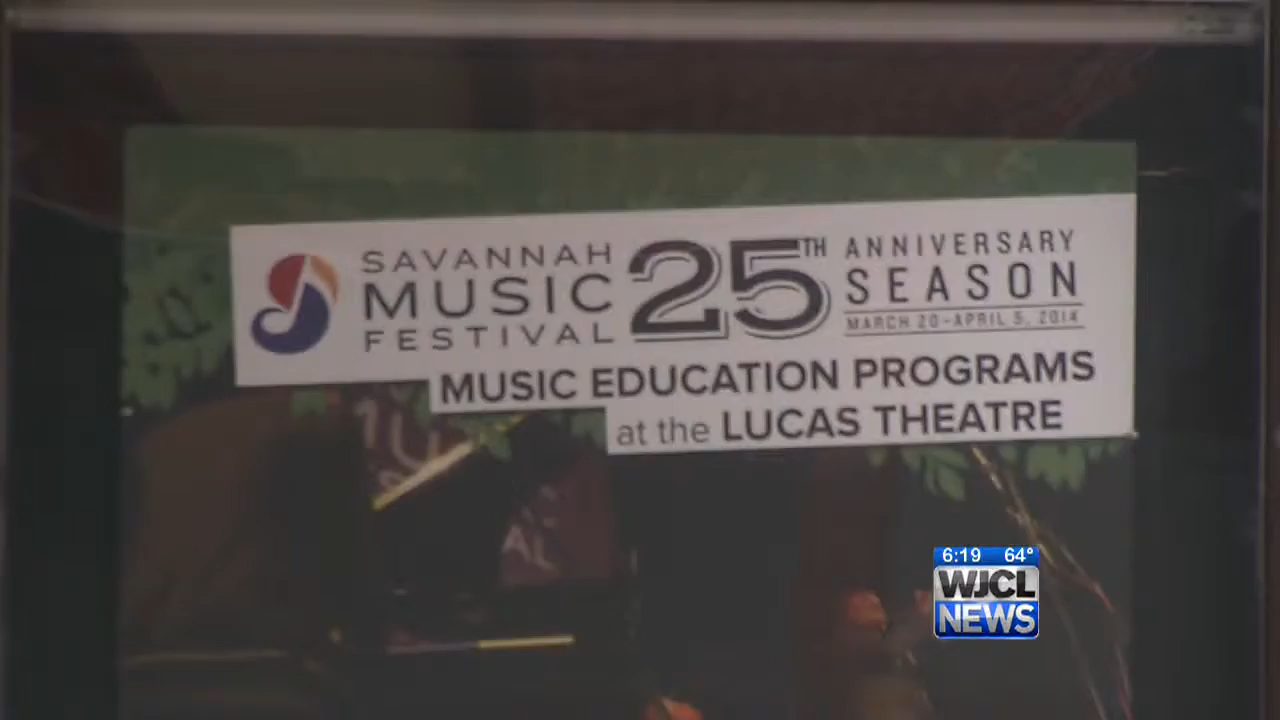 SAVANNAH
MUSIC
FESTIVAL
25TH
ANNIVERSARY
SEASON
MARCH 20-APRIL 5, 2014
MUSIC EDUCATION PROGRAMS
at the LUCAS THEATRE
6:19 64°
WJCL
NEWS